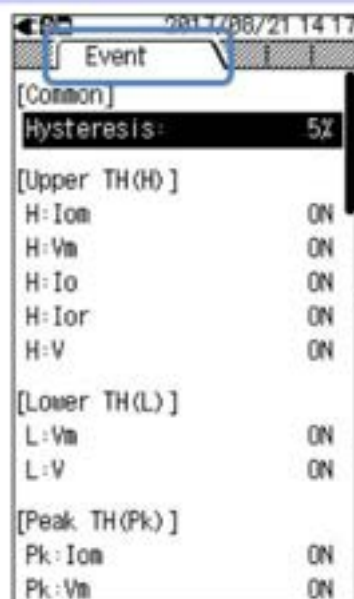 2017/08/21 14:17
Event
[Common]
Hysteresis: 5%
[Upper TH(H)]
H:Iom ON
H:Vm ON
H:Io ON
H:Ior ON
H:V ON
[Lower TH(L)]
L:Vm ON
L:V ON
[Peak TH(Pk)]
Pk:Iom ON
Pk:Vm ON